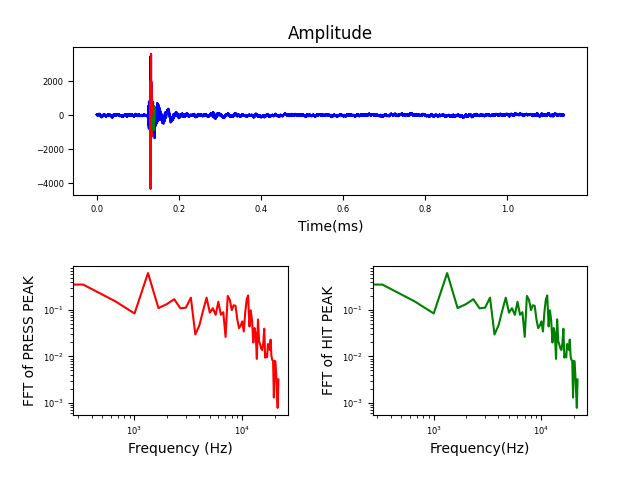 Amplitude
2000
0
−2000
−4000
0.0 0.2 0.4 0.6 0.8 1.0
Time(ms)
FFT of PRESS PEAK
10⁻¹
10⁻²
10⁻³
10³ 10⁴
Frequency (Hz)
FFT of HIT PEAK
10⁻¹
10⁻²
10⁻³
10³ 10⁴
Frequency(Hz)